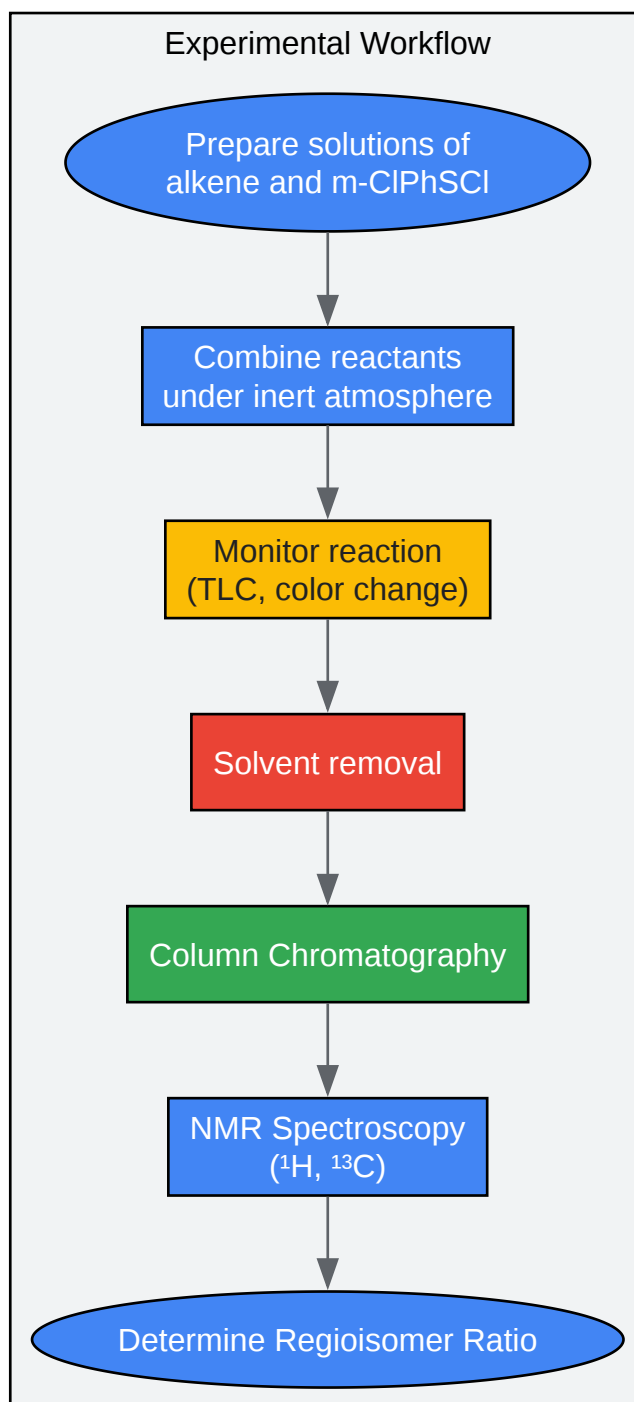 Experimental Workflow
Prepare solutions of
alkene and m-ClPhSCl
Combine reactants
under inert atmosphere
Monitor reaction
(TLC, color change)
Solvent removal
Column Chromatography
NMR Spectroscopy
(¹H, ¹³C)
Determine Regioisomer Ratio